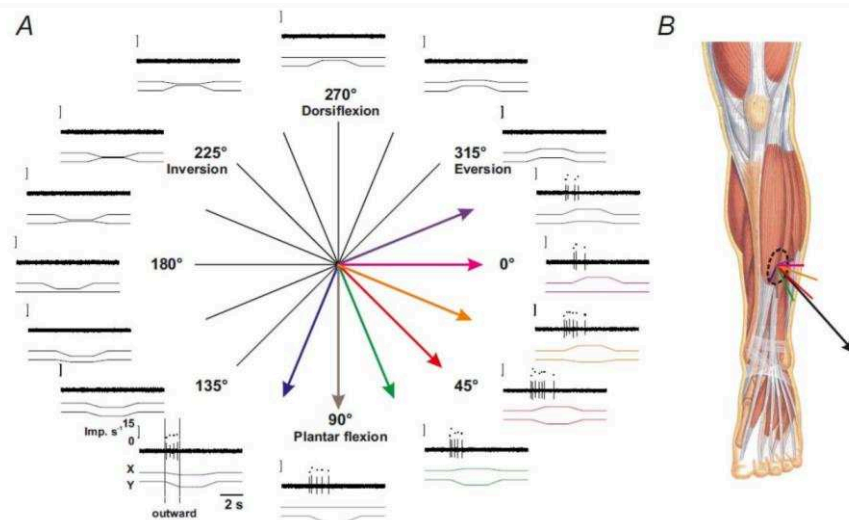 A
B
270°
Dorsiflexion
225°
Inversion
315°
Eversion
180°
0°
135°
45°
90°
Plantar flexion
Imp. s⁻¹
15
0
X
Y
2 s
outward